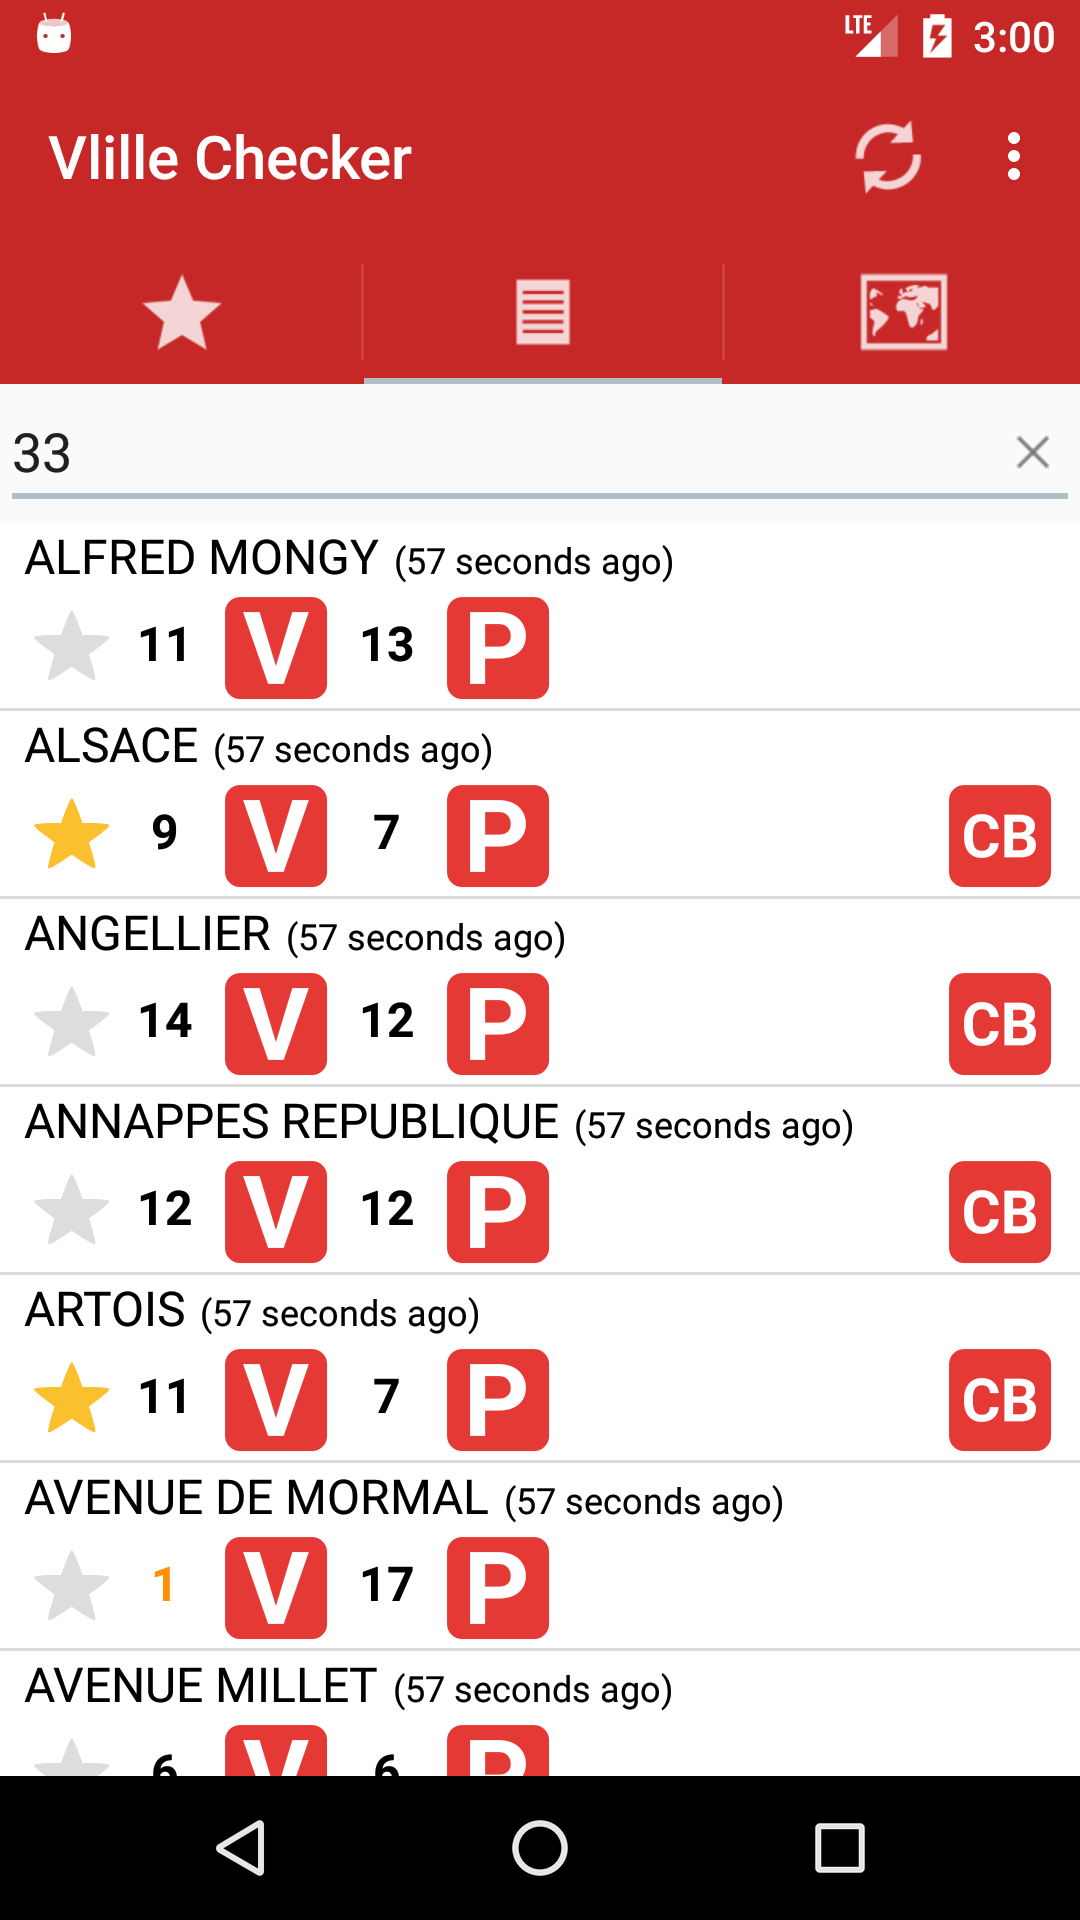 LTE 3:00
Vlille Checker
33
ALFRED MONGY (57 seconds ago)
11 V 13 P
ALSACE (57 seconds ago)
9 V 7 P CB
ANGELLIER (57 seconds ago)
14 V 12 P CB
ANNAPPES REPUBLIQUE (57 seconds ago)
12 V 12 P CB
ARTOIS (57 seconds ago)
11 V 7 P CB
AVENUE DE MORMAL (57 seconds ago)
1 V 17 P
AVENUE MILLET (57 seconds ago)
6 V 6 P